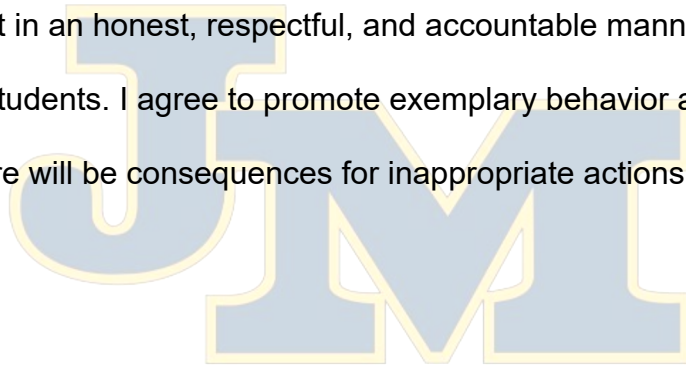 t in an honest, respectful, and accountable mann
tudents. I agree to promote exemplary behavior a
re will be consequences for inappropriate actions
JM